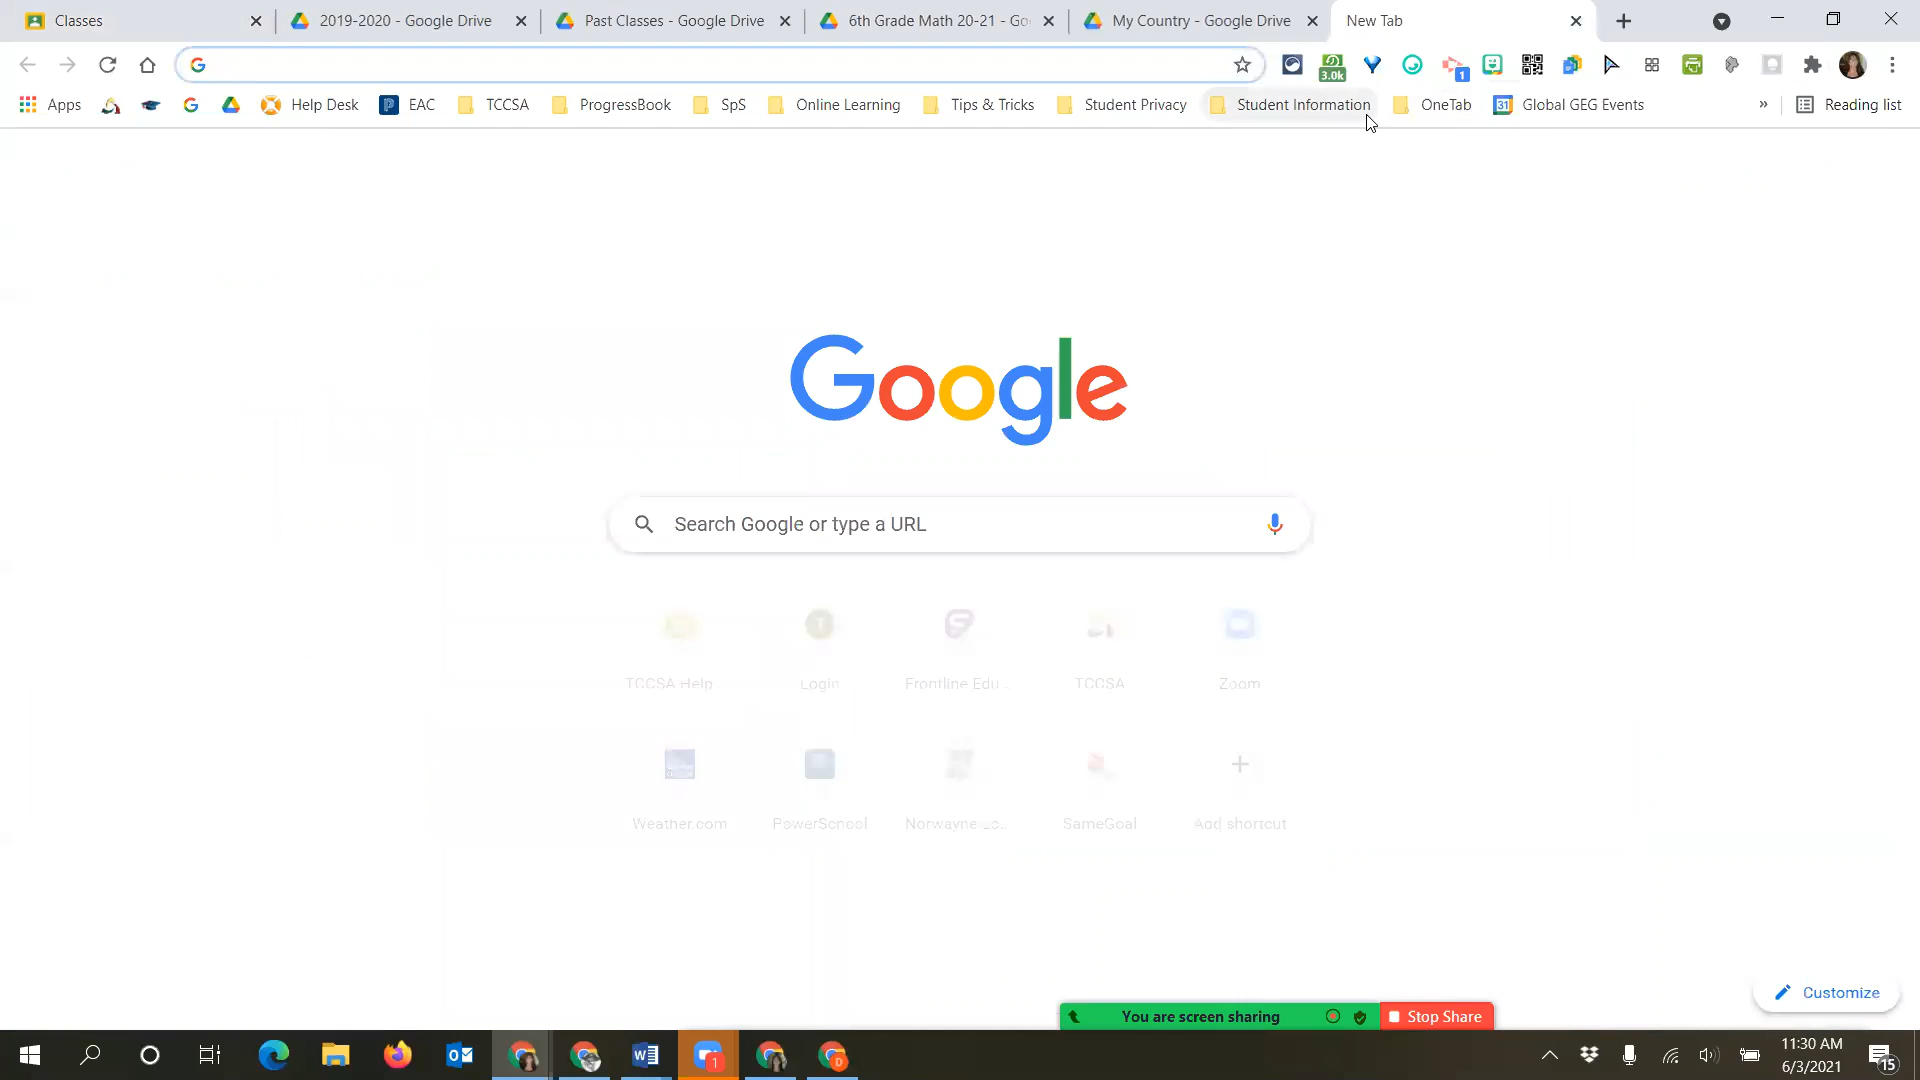 Classes
2019-2020 - Google Drive
Past Classes - Google Drive
6th Grade Math 20-21 - Go
My Country - Google Drive
New Tab
3.0k
1
Apps
Help Desk
EAC
TCCSA
ProgressBook
SpS
Online Learning
Tips & Tricks
Student Privacy
Student Information
OneTab
31
Global GEG Events
»
Reading list
Google
Search Google or type a URL
TCCSA Help
Login
Frontline Edu...
TCCSA
Zoom
Weather.com
PowerSchool
Norwayne Lo...
SameGoal
Add shortcut
Customize
You are screen sharing
Stop Share
1
D
11:30 AM
6/3/2021
15